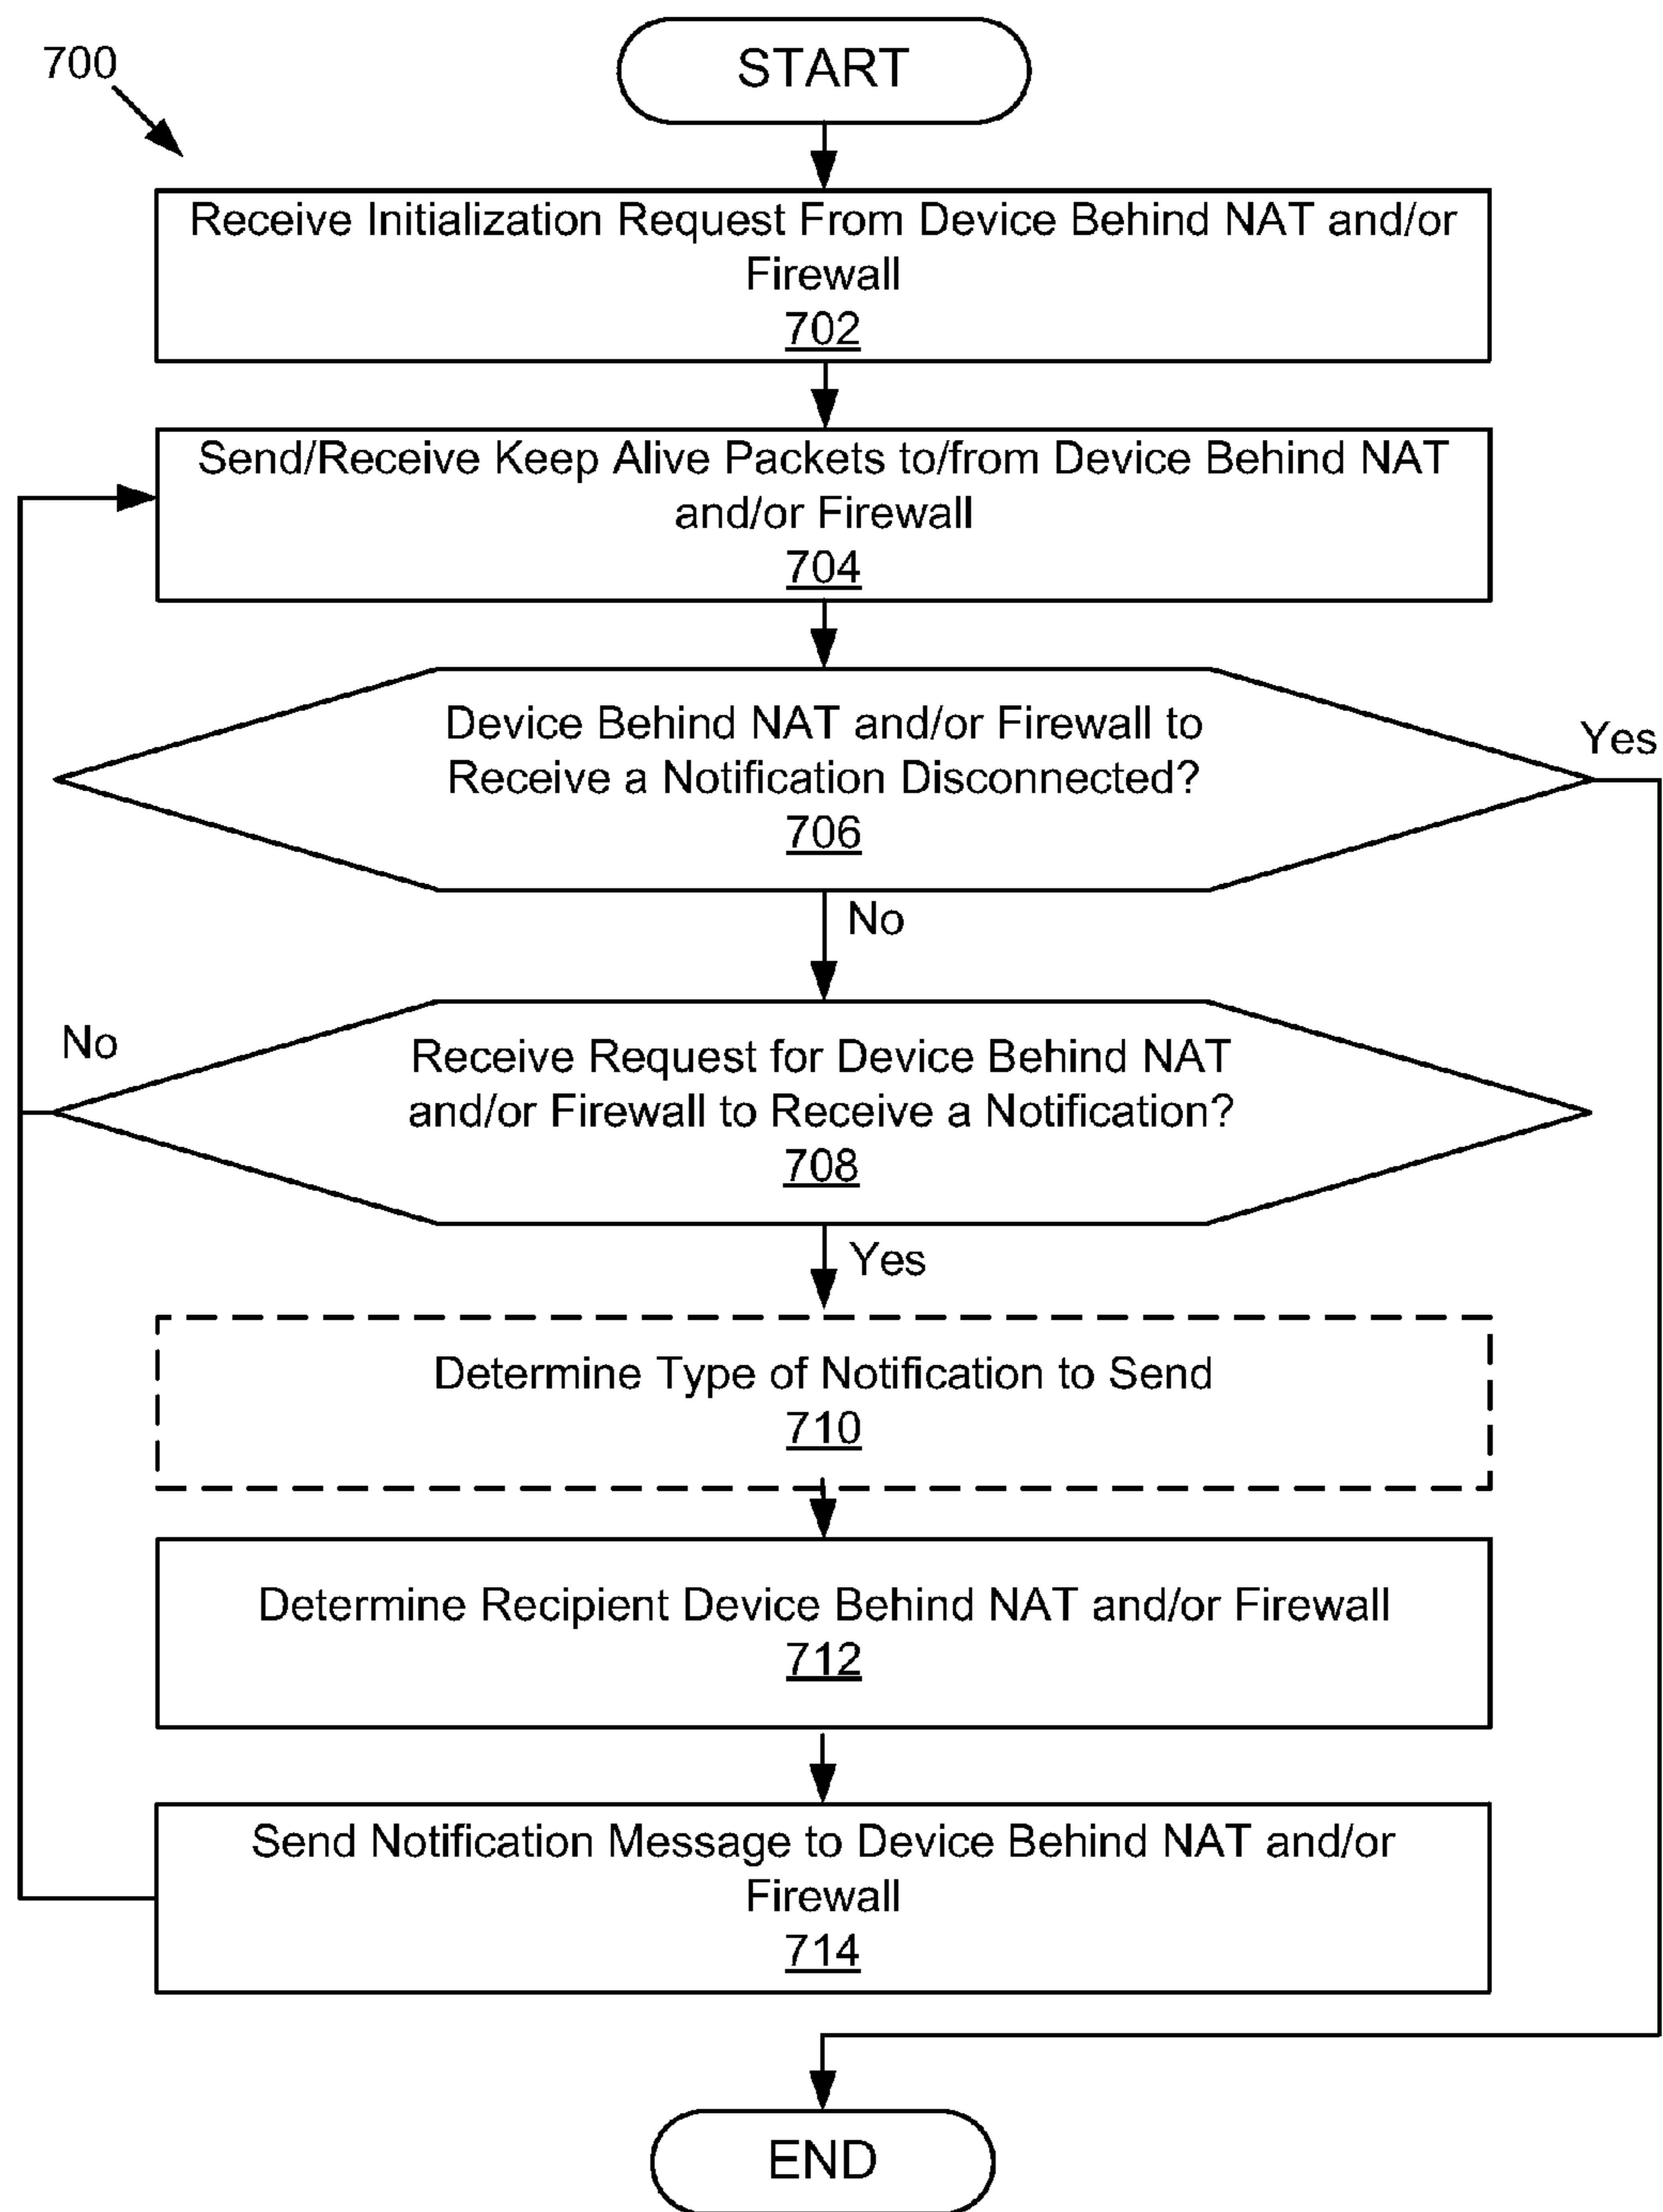 700
START
Receive Initialization Request From Device Behind NAT and/or
Firewall
702
Send/Receive Keep Alive Packets to/from Device Behind NAT
and/or Firewall
704
Device Behind NAT and/or Firewall to
Receive a Notification Disconnected?
706
Yes
No
No
Receive Request for Device Behind NAT
and/or Firewall to Receive a Notification?
708
Yes
Determine Type of Notification to Send
710
Determine Recipient Device Behind NAT and/or Firewall
712
Send Notification Message to Device Behind NAT and/or
Firewall
714
END